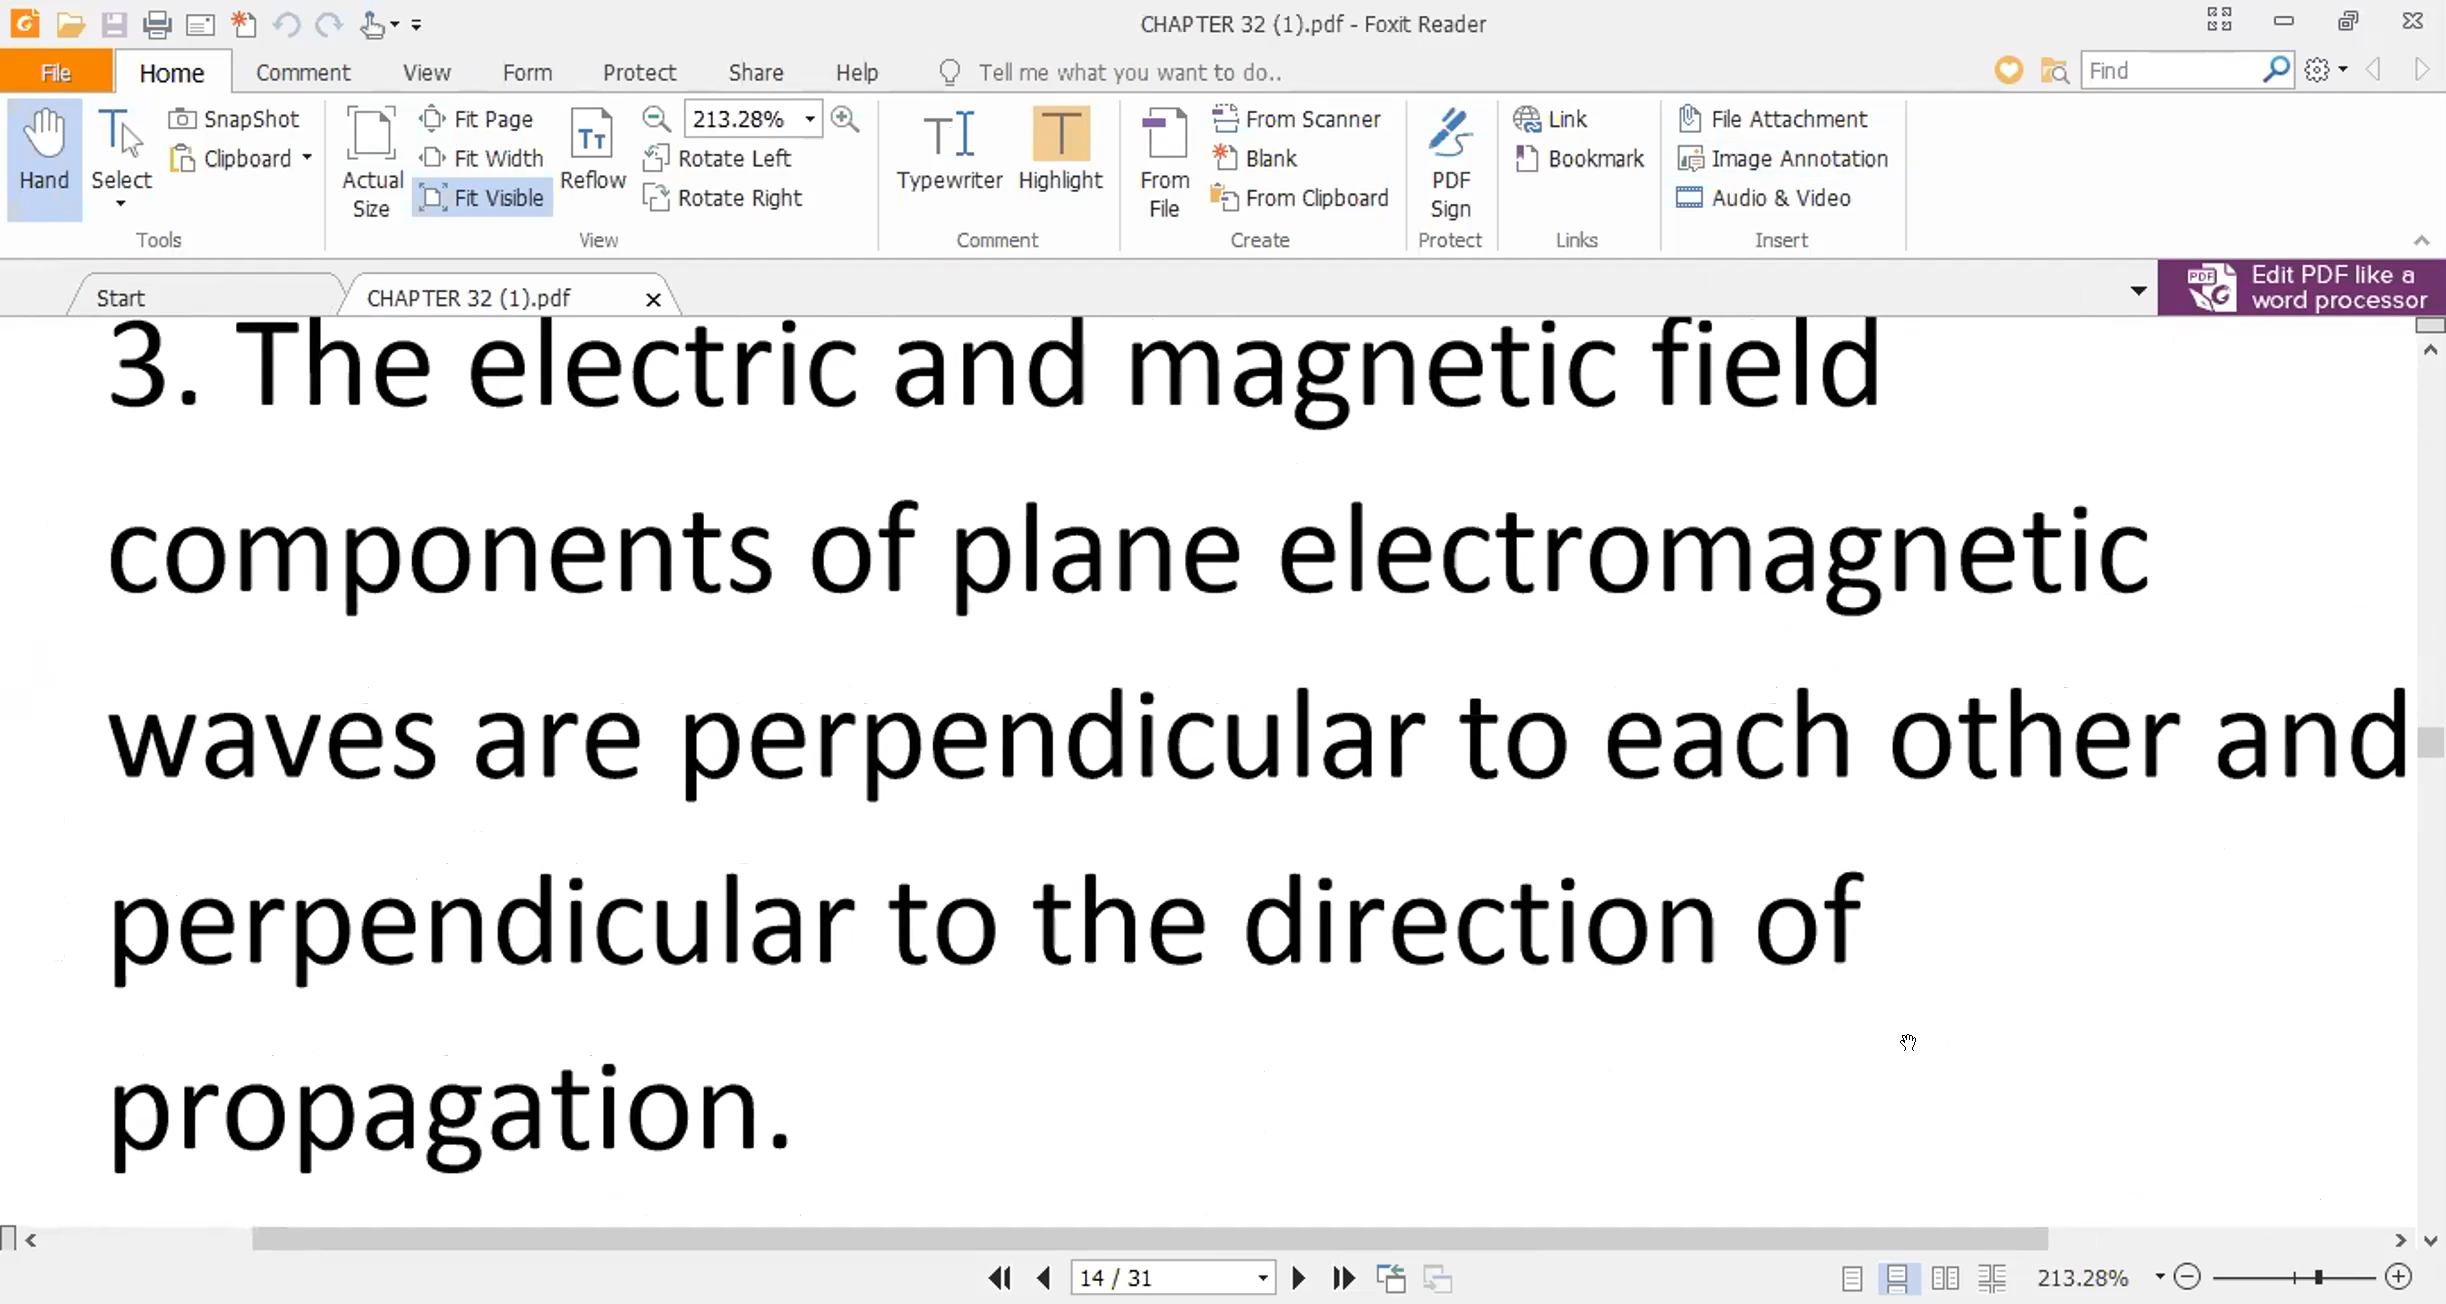 CHAPTER 32 (1).pdf - Foxit Reader
File Home Comment View Form Protect Share Help Tell me what you want to do.. Find
Hand
Select
SnapShot
Clipboard
Tools
Actual Size
Fit Page
Fit Width
Fit Visible
Reflow
213.28%
Rotate Left
Rotate Right
View
Typewriter
Highlight
Comment
From File
From Scanner
Blank
From Clipboard
Create
PDF Sign
Protect
Link
Bookmark
Links
File Attachment
Image Annotation
Audio & Video
Insert
Start
CHAPTER 32 (1).pdf
PDF
Edit PDF like a
word processor
3. The electric and magnetic field
components of plane electromagnetic
waves are perpendicular to each other and
perpendicular to the direction of
propagation.
14 / 31
213.28%